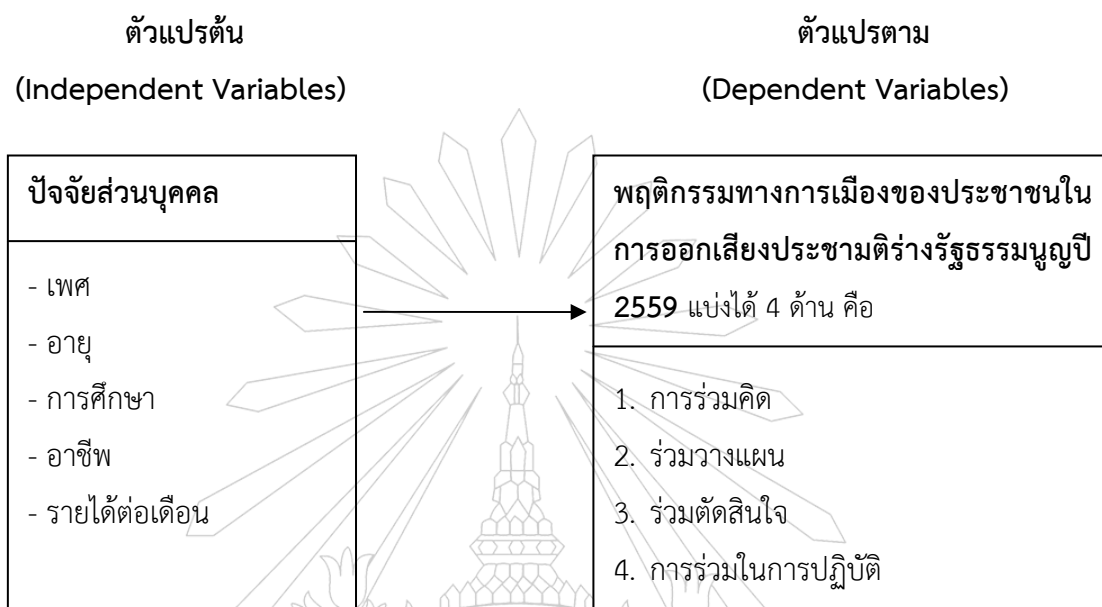 ตัวแปรต้น
(Independent Variables)
ปัจจัยส่วนบุคคล
- เพศ
- อายุ
- การศึกษา
- อาชีพ
- รายได้ต่อเดือน
ตัวแปรตาม
(Dependent Variables)
พฤติกรรมทางการเมืองของประชาชนใน
การออกเสียงประชามติร่างรัฐธรรมนูญปี
2559 แบ่งได้ 4 ด้าน คือ
1. การร่วมคิด
2. ร่วมวางแผน
3. ร่วมตัดสินใจ
4. การร่วมในการปฏิบัติ